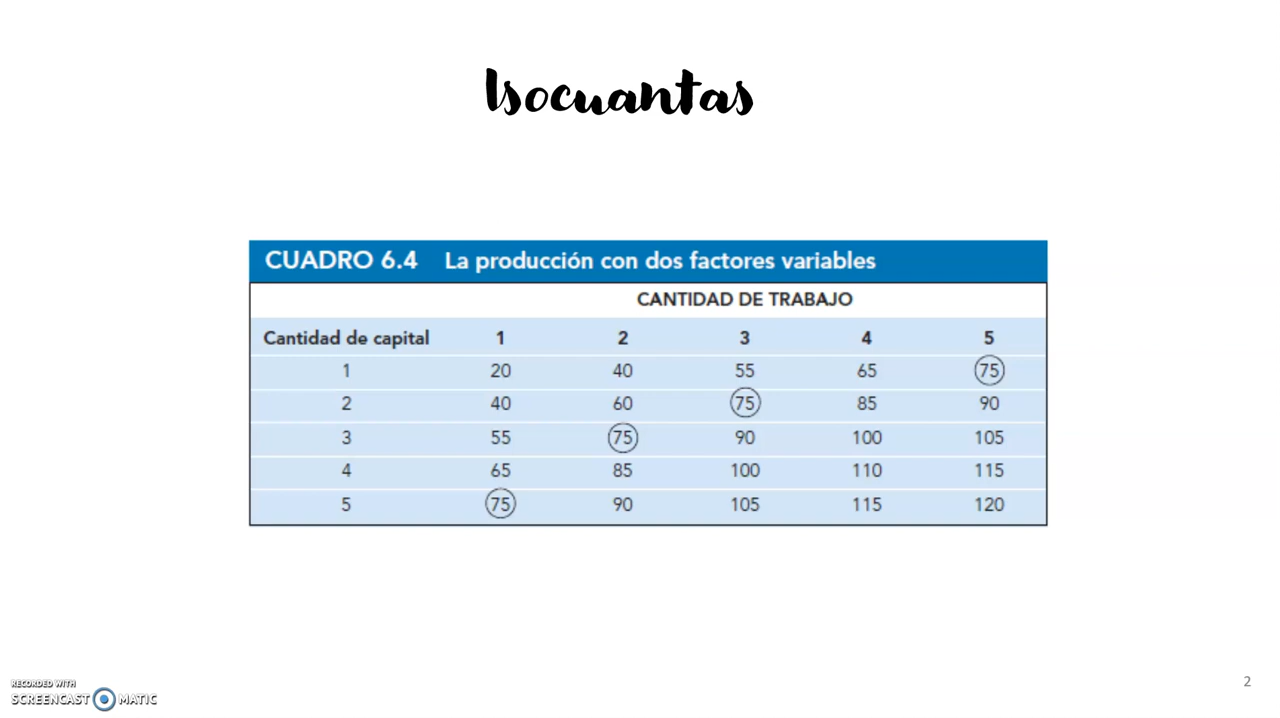 Isocuantas
CUADRO 6.4 La producción con dos factores variables
CANTIDAD DE TRABAJO
Cantidad de capital 1 2 3 4 5
1 20 40 55 65 75
2 40 60 75 85 90
3 55 75 90 100 105
4 65 85 100 110 115
5 75 90 105 115 120
RECORDED WITH
SCREENCAST MATIC
2